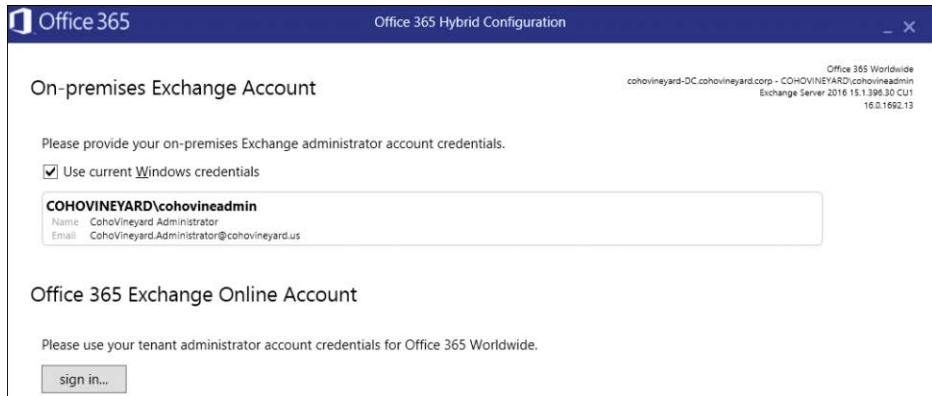 Office 365
Office 365 Hybrid Configuration
Office 365 Worldwide
cohovineyard-DC.cohovineyard.corp - COHOVINEYARD\cohovineadmin
Exchange Server 2016 15.1.396.30 CU1
16.0.1692.13
On-premises Exchange Account
Please provide your on-premises Exchange administrator account credentials.
Use current Windows credentials
COHOVINEYARD\cohovineadmin
Name CohoVineyard Administrator
Email CohoVineyard.Administrator@cohovineyard.us
Office 365 Exchange Online Account
Please use your tenant administrator account credentials for Office 365 Worldwide.
sign in...